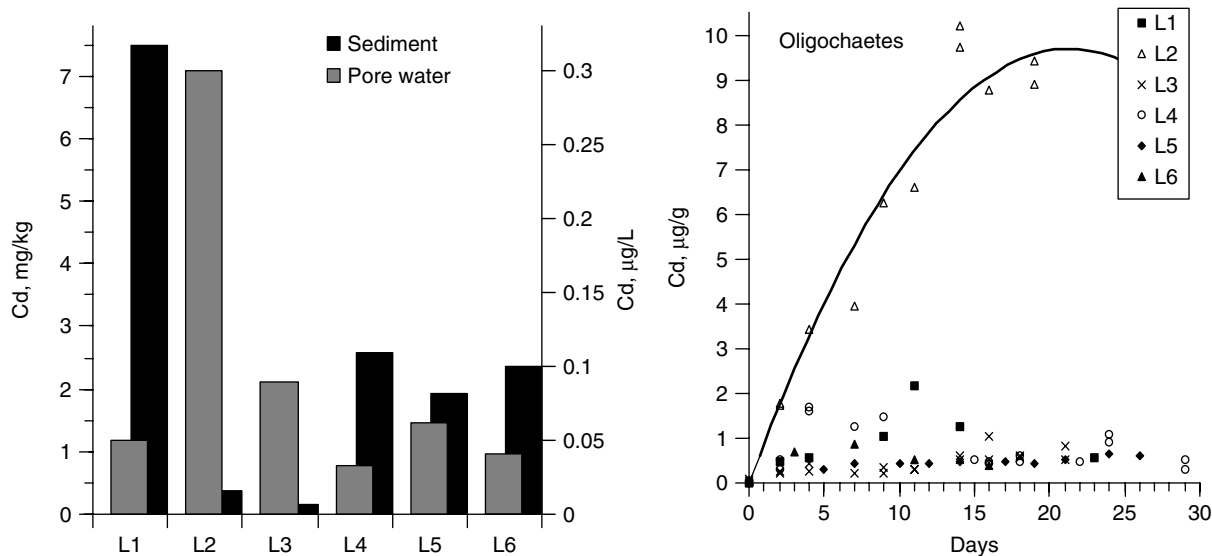 Sediment
Pore water
Cd, mg/kg
7
6
5
4
3
2
1
0
Cd, μg/L
0.3
0.25
0.2
0.15
0.1
0.05
0
L1 L2 L3 L4 L5 L6
Oligochaetes
Cd, μg/g
10
9
8
7
6
5
4
3
2
1
0
0 5 10 15 20 25 30
Days
L1
L2
L3
L4
L5
L6